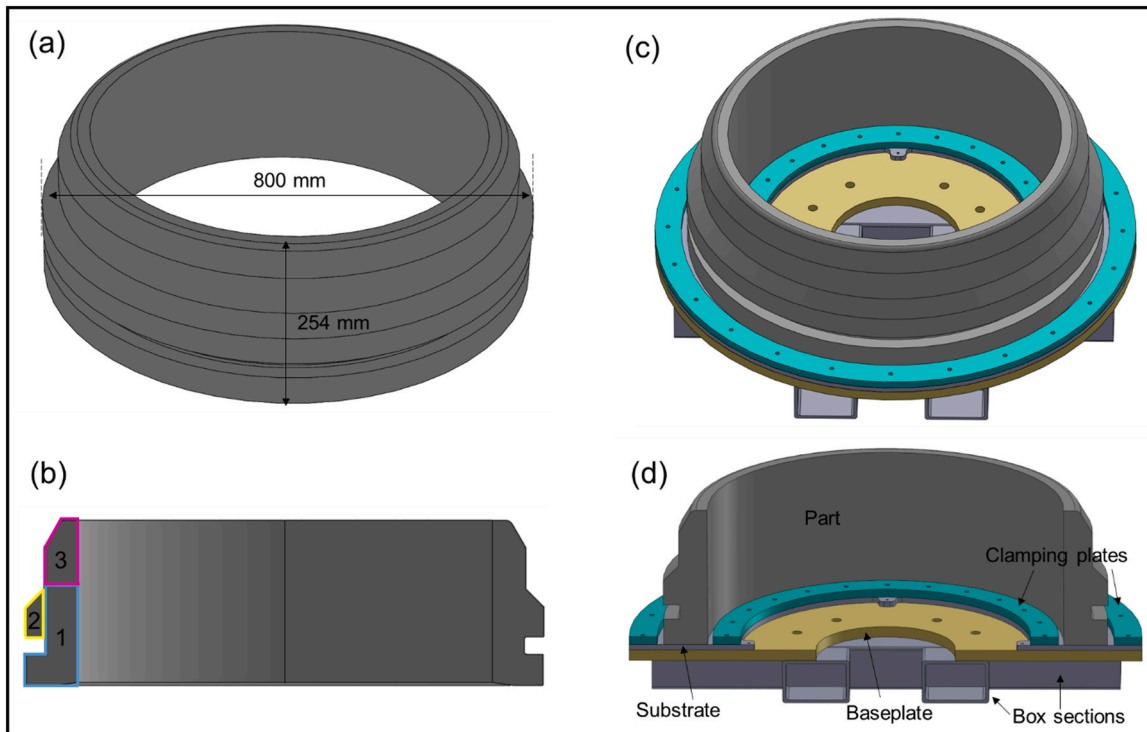 (a)
800 mm
254 mm
(b)
3
2
1
(c)
(d)
Part
Clamping plates
Substrate
Baseplate
Box sections